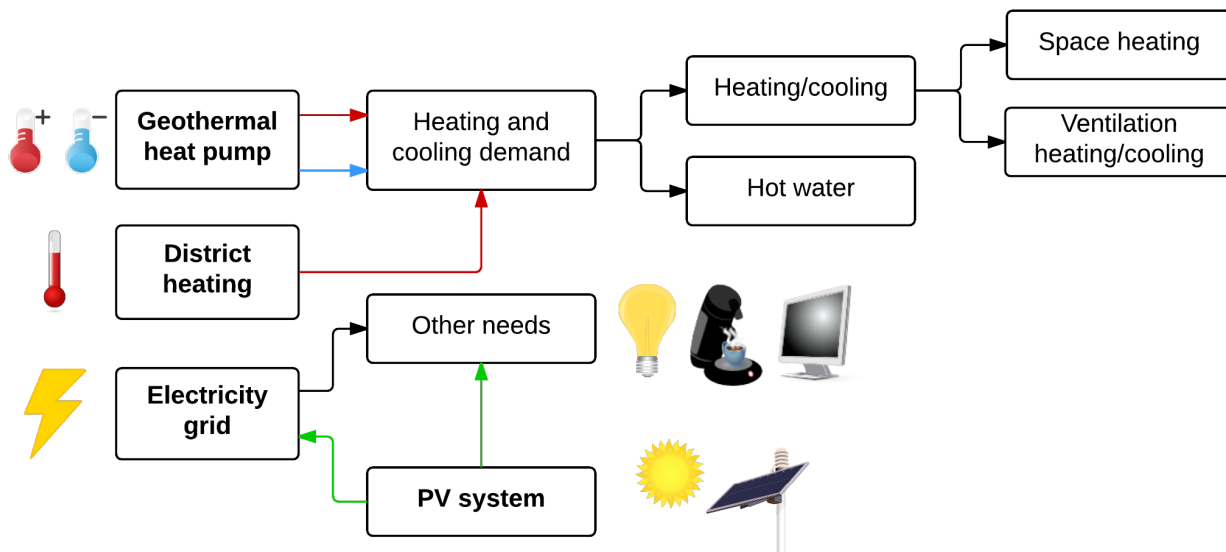 Geothermal
heat pump
Heating and
cooling demand
Heating/cooling
Hot water
Space heating
Ventilation
heating/cooling
District
heating
Other needs
Electricity
grid
PV system
+
−